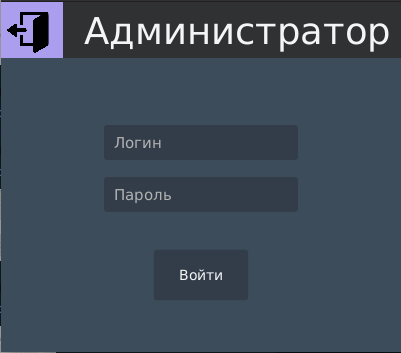 Администратор
Логин
Пароль
Войти